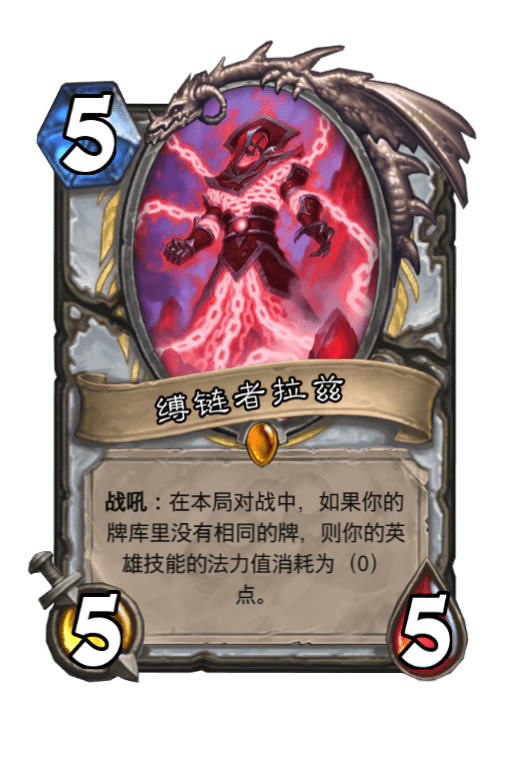 5
缚链者拉兹
战吼：在本局对战中，如果你的
牌库里没有相同的牌，则你的英
雄技能的法力值消耗为（0）
点。
5
5